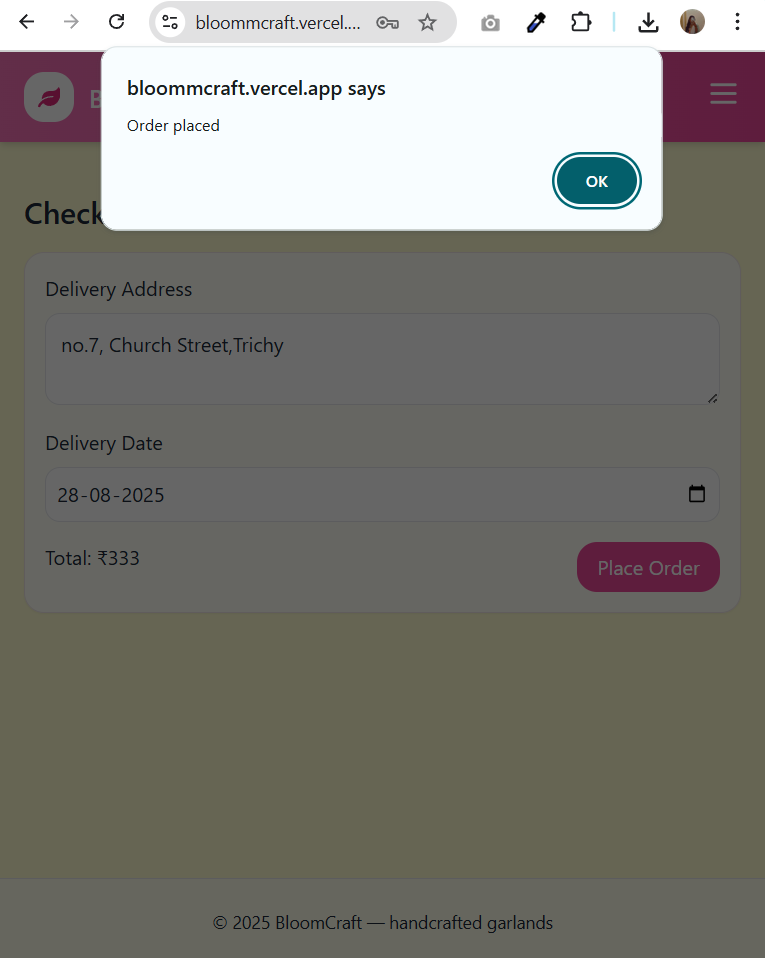 bloommcraft.vercel....
bloommcraft.vercel.app says
Order placed
OK
B
Check
Delivery Address
no.7, Church Street,Trichy
Delivery Date
28-08-2025
Total: ₹333
Place Order
© 2025 BloomCraft — handcrafted garlands